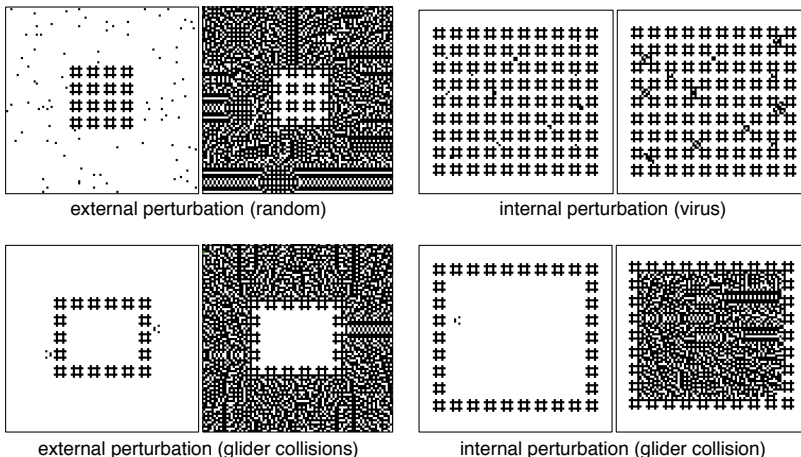 external perturbation (random)
internal perturbation (virus)
external perturbation (glider collisions)
internal perturbation (glider collision)